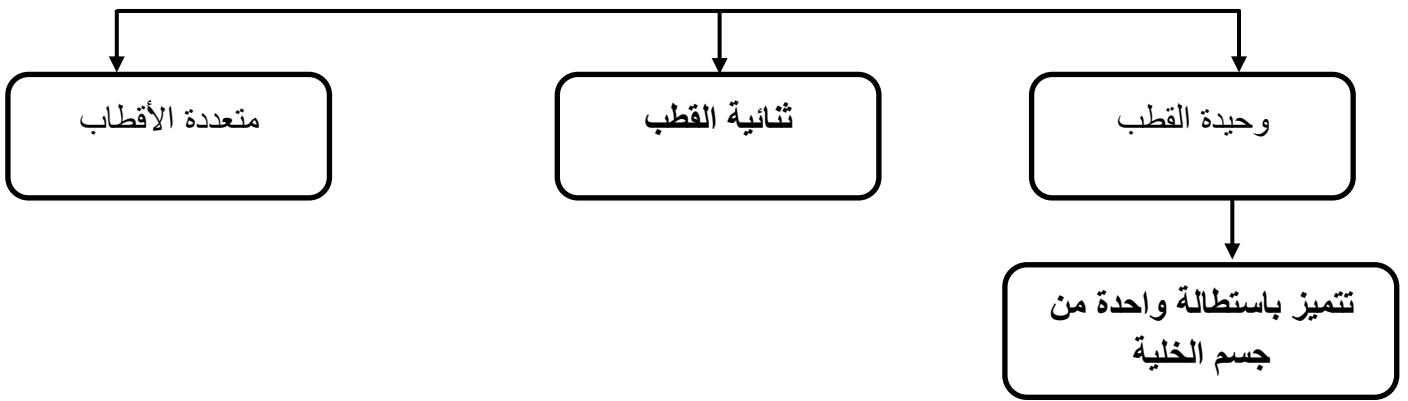 وحيدة القطب
ثنائية القطب
متعددة الأقطاب
تتميز باستطالة واحدة من
جسم الخلية